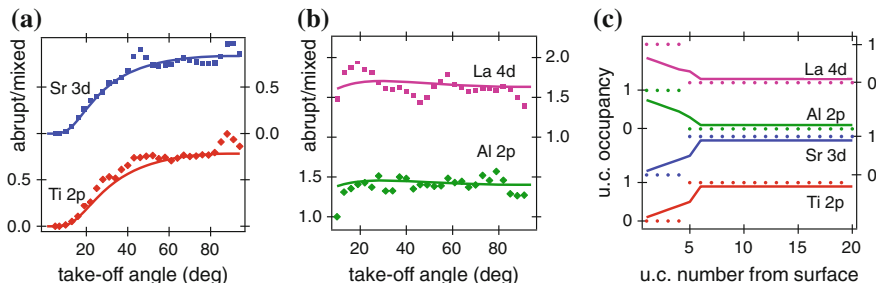 (a)
abrupt/mixed
Sr 3d
Ti 2p
0.5
0.0
0.5
0.0
20 40 60 80
take-off angle (deg)
(b)
abrupt/mixed
La 4d
Al 2p
2.0
1.5
1.0
1.5
1.0
20 40 60 80
take-off angle (deg)
(c)
u.c. occupancy
La 4d
Al 2p
Sr 3d
Ti 2p
1
0
1
0
1
0
1
0
5 10 15 20
u.c. number from surface